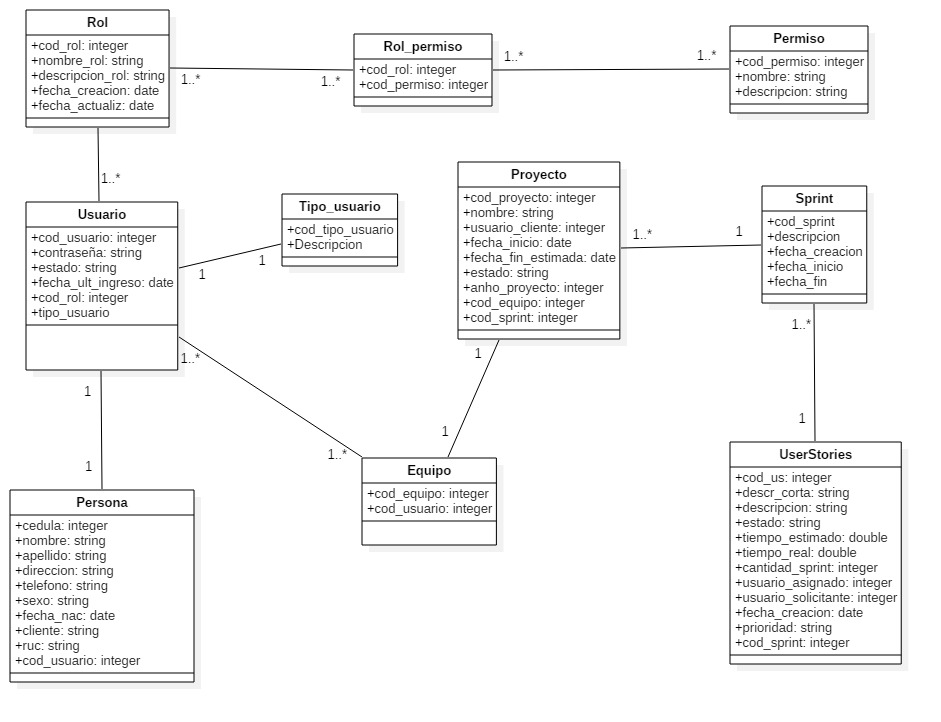 Rol
+cod_rol: integer
+nombre_rol: string
+descripcion_rol: string
+fecha_creacion: date
+fecha_actualiz: date
1..*
1..*
Rol_permiso
+cod_rol: integer
+cod_permiso: integer
1..*
1..*
Permiso
+cod_permiso: integer
+nombre: string
+descripcion: string
1..*
Usuario
+cod_usuario: integer
+contraseña: string
+estado: string
+fecha_ult_ingreso: date
+cod_rol: integer
+tipo_usuario
1
1
Tipo_usuario
+cod_tipo_usuario
+Descripcion
Proyecto
+cod_proyecto: integer
+nombre: string
+usuario_cliente: integer
+fecha_inicio: date
+fecha_fin_estimada: date
+estado: string
+anho_proyecto: integer
+cod_equipo: integer
+cod_sprint: integer
1..*
1
Sprint
+cod_sprint
+descripcion
+fecha_creacion
+fecha_inicio
+fecha_fin
1..*
1
1..*
1..*
1
1
1
1
Equipo
+cod_equipo: integer
+cod_usuario: integer
Persona
+cedula: integer
+nombre: string
+apellido: string
+direccion: string
+telefono: string
+sexo: string
+fecha_nac: date
+cliente: string
+ruc: string
+cod_usuario: integer
UserStories
+cod_us: integer
+descr_corta: string
+descripcion: string
+estado: string
+tiempo_estimado: double
+tiempo_real: double
+cantidad_sprint: integer
+usuario_asignado: integer
+usuario_solicitante: integer
+fecha_creacion: date
+prioridad: string
+cod_sprint: integer